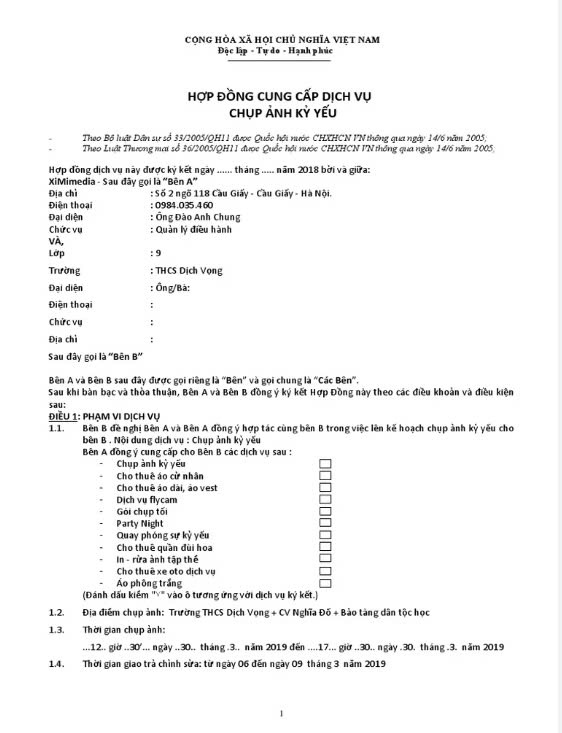 CỘNG HÒA XÃ HỘI CHỦ NGHĨA VIỆT NAM
Độc lập - Tự do - Hạnh phúc
HỢP ĐỒNG CUNG CẤP DỊCH VỤ
CHỤP ẢNH KỶ YẾU
- Theo Bộ luật Dân sự số 33/2005/QH11 được Quốc hội nước CHXHCN VN thông qua ngày 14/6 năm 2005;
- Theo Luật Thương mại số 36/2005/QH11 được Quốc hội nước CHXHCN VN thông qua ngày 14/6 năm 2005;
Hợp đồng dịch vụ này được ký kết ngày ...... tháng ..... năm 2018 bởi và giữa:
XiMimedia - Sau đây gọi là "Bên A"
Địa chỉ : Số 2 ngõ 118 Cầu Giấy - Cầu Giấy - Hà Nội.
Điện thoại : 0984.035.460
Đại diện : Ông Đào Anh Chung
Chức vụ : Quản lý điều hành
VÀ,
Lớp : 9
Trường : THCS Dịch Vọng
Đại diện : Ông/Bà:
Điện thoại :
Chức vụ :
Địa chỉ :
Sau đây gọi là "Bên B"
Bên A và Bên B sau đây được gọi riêng là "Bên" và gọi chung là "Các Bên".
Sau khi bàn bạc và thỏa thuận, Bên A và Bên B đồng ý ký kết Hợp Đồng này theo các điều khoản và điều kiện
sau:
ĐIỀU 1: PHẠM VI DỊCH VỤ
1.1. Bên B đề nghị Bên A và Bên A đồng ý hợp tác cùng bên B trong việc lên kế hoạch chụp ảnh kỷ yếu cho
bên B . Nội dung dịch vụ : Chụp ảnh kỷ yếu
Bên A đồng ý cung cấp cho Bên B các dịch vụ sau :
- Chụp ảnh kỷ yếu
- Cho thuê áo cử nhân
- Cho thuê áo dài, áo vest
- Dịch vụ flycam
- Gói chụp tối
- Party Night
- Quay phóng sự kỷ yếu
- Cho thuê quần đùi hoa
- In - rửa ảnh tập thể
- Cho thuê xe oto dịch vụ
- Áo phông trắng
(Đánh dấu kiểm "√" vào ô tương ứng với dịch vụ ký kết.)
1.2. Địa điểm chụp ảnh: Trường THCS Dịch Vọng + CV Nghĩa Đô + Bảo tàng dân tộc học
1.3. Thời gian chụp ảnh:
...12.. giờ ..30'... ngày ..30.. tháng .3.. năm 2019 đến ....17... giờ ..30.. ngày .30. tháng .3. năm 2019
1.4. Thời gian giao trả chỉnh sửa: từ ngày 06 đến ngày 09 tháng 3 năm 2019
1